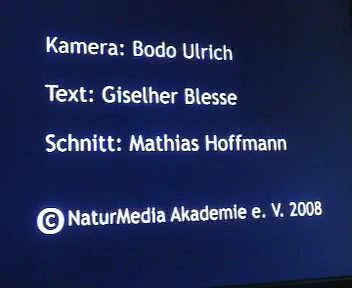 Kamera: Bodo Ulrich
Text: Giselher Blesse
Schnitt: Mathias Hoffmann
© NaturMedia Akademie e. V. 2008